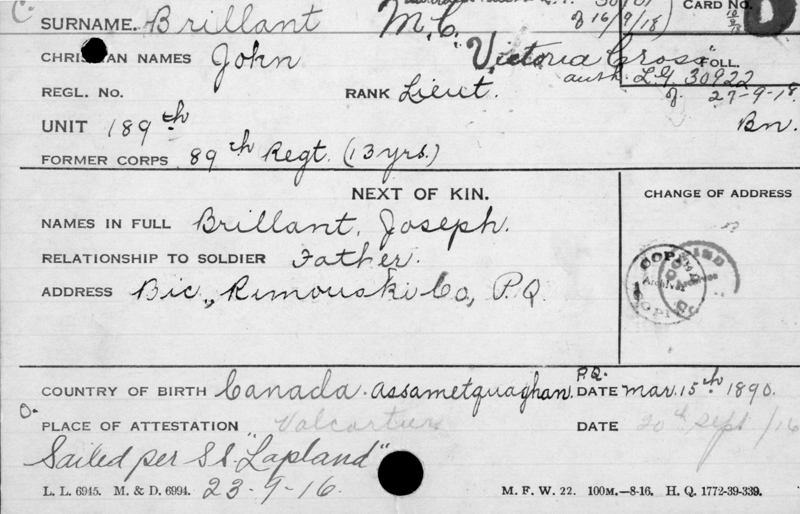 C.
SURNAME. Brillant M.C. of 16/9/18) CARD NO.
CHRISTIAN NAMES John "Victoria Cross" FOLL.
auth. L.G. 30922
REGL. NO. RANK Lieut. of 27-9-18
UNIT 189th Bn.
FORMER CORPS 89th Regt. (13 yrs.)
NEXT OF KIN. CHANGE OF ADDRESS
NAMES IN FULL Brillant, Joseph.
RELATIONSHIP TO SOLDIER Father.
ADDRESS Bic., Rimouski Co, P.Q.
COPIED
COUNTRY OF BIRTH Canada. Assametquaghan. P.Q. DATE Mar. 15th 1890.
PLACE OF ATTESTATION Valcartier DATE 20th Sept /16
Sailed per S.S. "Lapland"
23-9-16.
L. L. 6945. M. & D. 6994. M. F. W. 22. 100M.—8-16. H. Q. 1772-39-339.